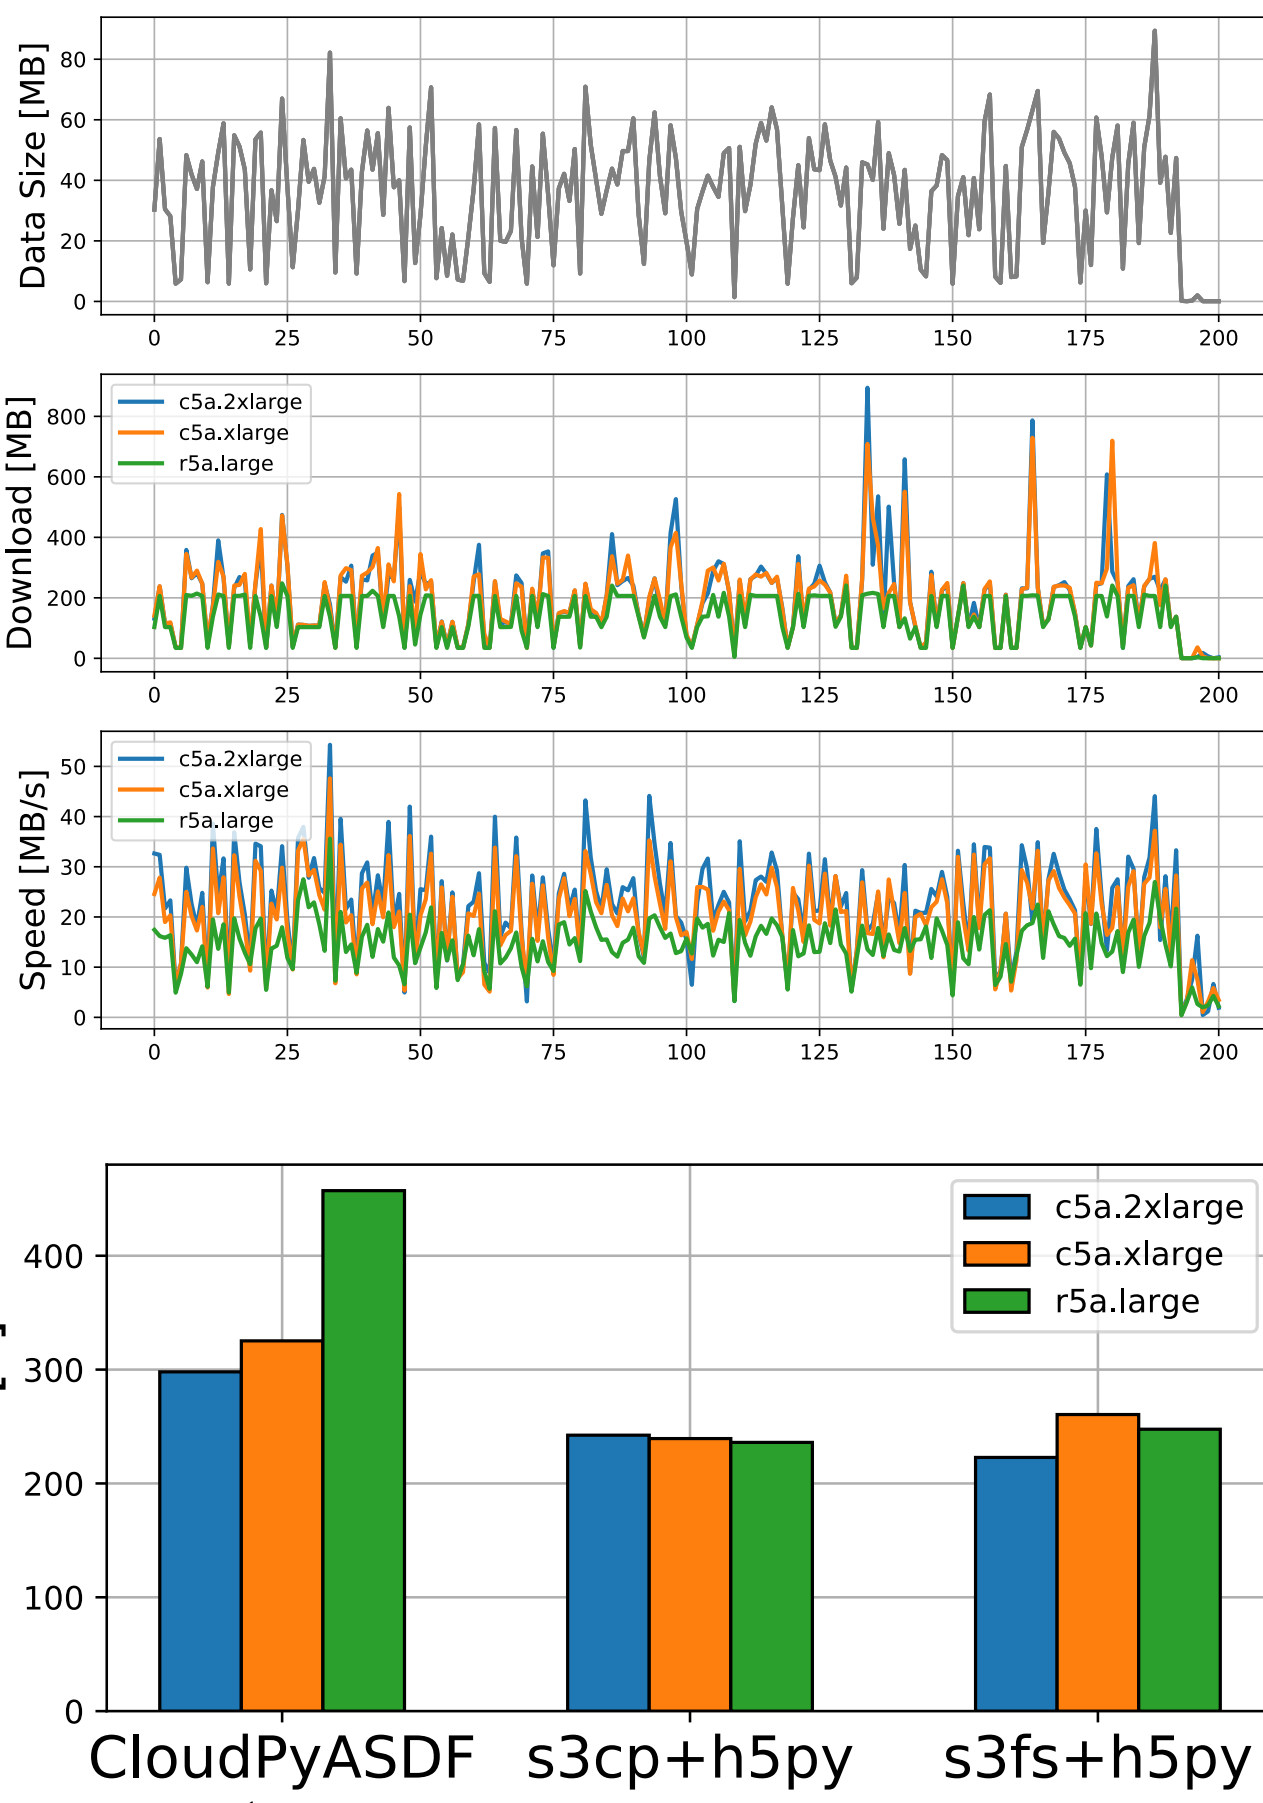 Data Size [MB]
80
60
40
20
0
0 25 50 75 100 125 150 175 200
Download [MB]
800
600
400
200
0
c5a.2xlarge
c5a.xlarge
r5a.large
0 25 50 75 100 125 150 175 200
Speed [MB/s]
50
40
30
20
10
0
c5a.2xlarge
c5a.xlarge
r5a.large
0 25 50 75 100 125 150 175 200
400
300
200
100
0
c5a.2xlarge
c5a.xlarge
r5a.large
CloudPyASDF s3cp+h5py s3fs+h5py